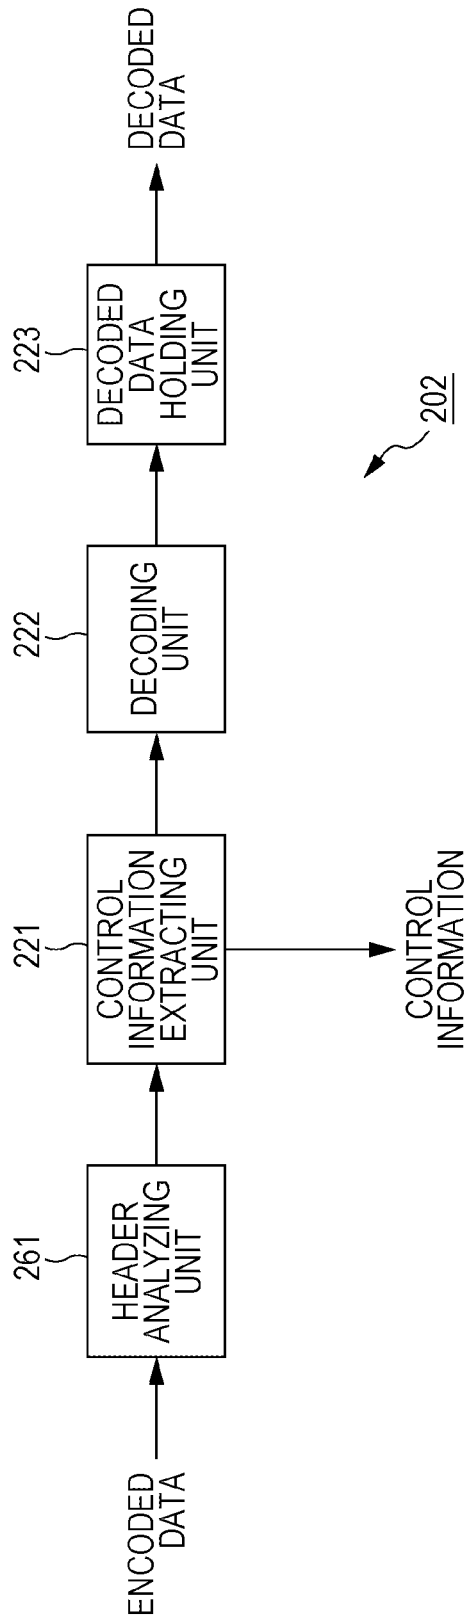 ENCODED
DATA
261
HEADER
ANALYZING
UNIT
221
CONTROL
INFORMATION
EXTRACTING
UNIT
CONTROL
INFORMATION
222
DECODING
UNIT
223
DECODED
DATA
HOLDING
UNIT
DECODED
DATA
202